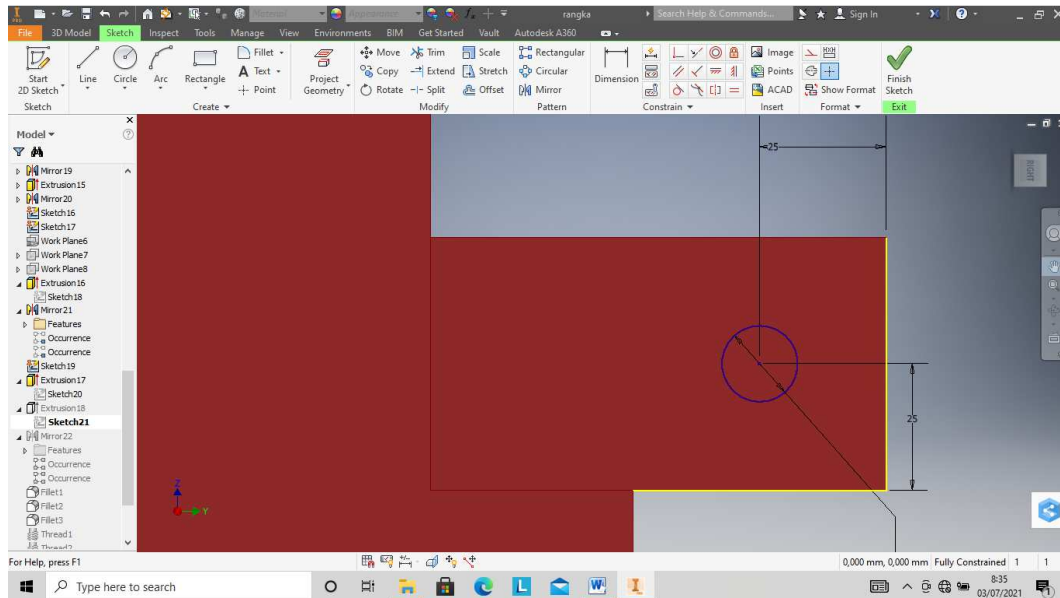 I PRO Material Appearance fx rangka Search Help & Commands... Sign In
File 3D Model Sketch Inspect Tools Manage View Environments BIM Get Started Vault Autodesk A360
Start 2D Sketch Line Circle Arc Rectangle Fillet Text Point Project Geometry Move Copy Rotate Trim Extend Split Scale Stretch Offset Rectangular Circular Mirror Dimension Image Points ACAD Show Format Finish Sketch
Sketch Create Modify Pattern Constrain Insert Format Exit
Model
Mirror19
Extrusion15
Mirror20
Sketch16
Sketch17
Work Plane6
Work Plane7
Work Plane8
Extrusion16
Sketch18
Mirror21
Features
Occurrence
Occurrence
Sketch19
Extrusion17
Sketch20
Extrusion18
Sketch21
Mirror22
Features
Occurrence
Occurrence
Fillet1
Fillet2
Fillet3
Thread1
Thread2
25
RIGHT
25
Z
Y
For Help, press F1
0,000 mm, 0,000 mm Fully Constrained 1 1
Type here to search
8:35
03/07/2021